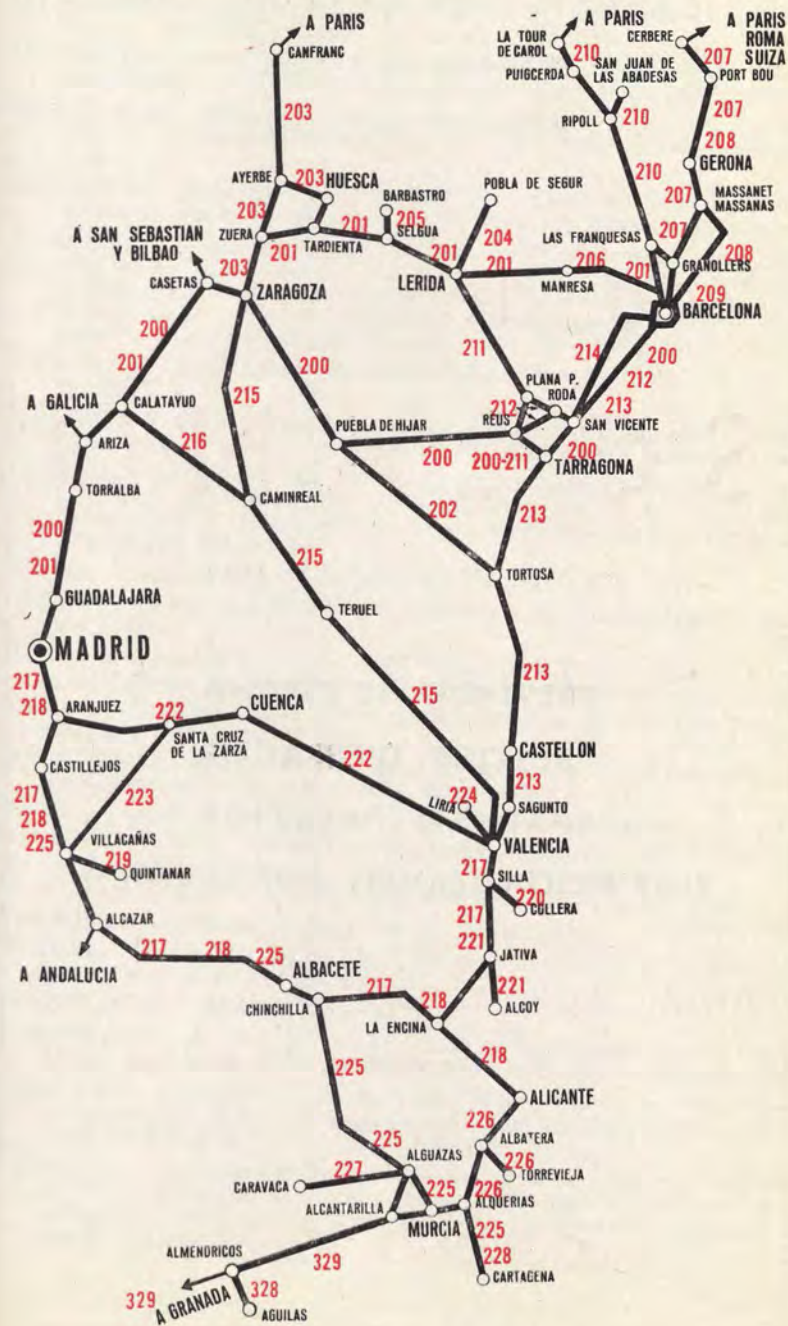 A PARIS
CANFRANC
A PARIS
LA TOUR
DE CAROL
210
PUIGCERDA
SAN JUAN DE
LAS ABADESAS
CERBERE
A PARIS
ROMA
SUIZA
207
PORT BOU
203
RIPOLL
210
207
208
210
GERONA
AYERBE
203
HUESCA
BARBASTRO
POBLA DE SEGUR
207
MASSANET
MASSANAS
203
205
A SAN SEBASTIAN
Y BILBAO
ZUERA
201
TARDIENTA
201
SELGUA
204
LAS FRANQUESAS
207
208
201
LERIDA
201
206
MANRESA
201
GRANOLLERS
CASETAS
203
ZARAGOZA
209
BARCELONA
200
201
211
214
200
212
A GALICIA
CALATAYUD
215
200
PLANA P.
RODA
212
213
REUS
SAN VICENTE
ARIZA
216
PUEBLA DE HIJAR
200
200-211
200
TARRAGONA
TORRALBA
CAMINREAL
202
213
200
201
215
TORTOSA
GUADALAJARA
TERUEL
MADRID
213
217
218
ARANJUEZ
222
CUENCA
215
SANTA CRUZ
DE LA ZARZA
CASTELLON
CASTILLEJOS
222
213
217
218
223
LIRIA
224
SAGUNTO
225
VILLACAÑAS
VALENCIA
219
QUINTANAR
217
SILLA
220
CULLERA
ALCAZAR
217
A ANDALUCIA
217
218
225
ALBACETE
221
JATIVA
CHINCHILLA
217
218
221
ALCOY
LA ENCINA
225
218
ALICANTE
226
ALBATERA
225
ALGUAZAS
226
TORREVIEJA
227
CARAVACA
225
226
ALQUERIAS
ALCANTARILLA
MURCIA
225
ALMENDRICOS
329
228
CARTAGENA
329
A GRANADA
328
AGUILAS